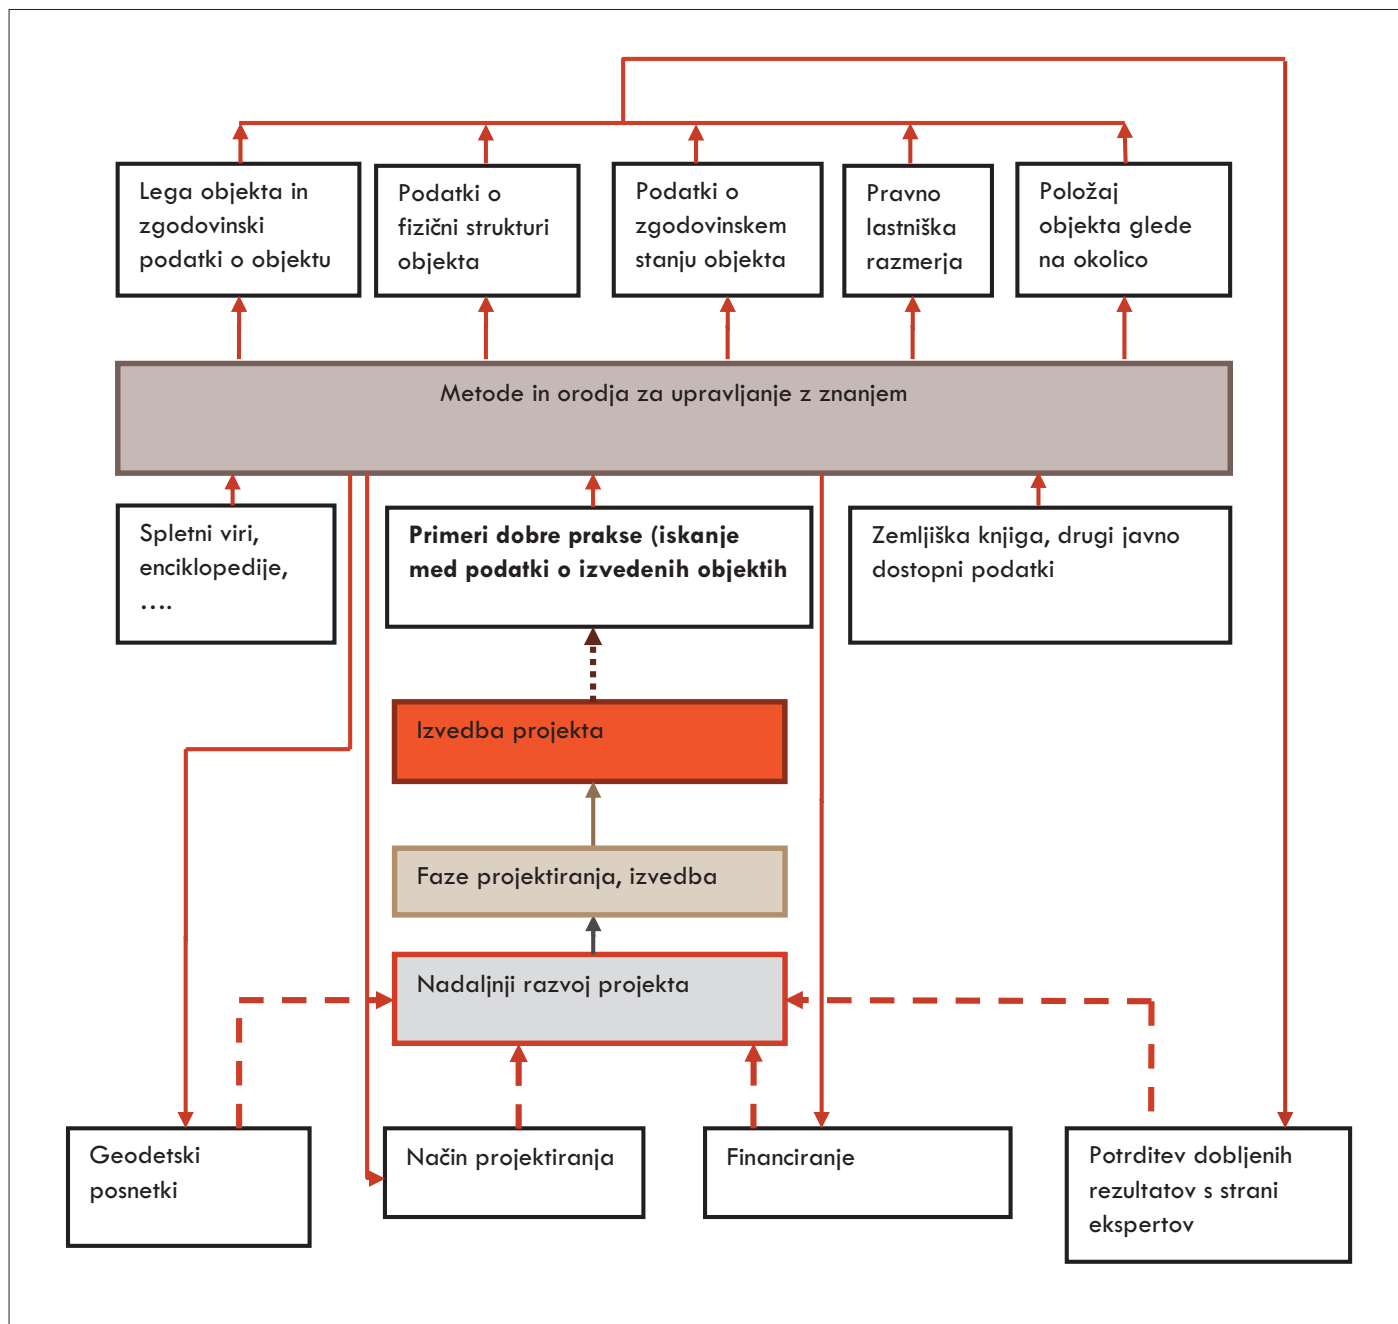 Lega objekta in
zgodovinski
podatki o objektu
Podatki o
fizični strukturi
objekta
Podatki o
zgodovinskem
stanju objekta
Pravno
lastniška
razmerja
Položaj
objekta glede
na okolico
Metode in orodja za upravljanje z znanjem
Spletni viri,
enciklopedije,
....
Primeri dobre prakse (iskanje
med podatki o izvedenih objektih
Zemljiška knjiga, drugi javno
dostopni podatki
Izvedba projekta
Faze projektiranja, izvedba
Nadaljnji razvoj projekta
Geodetski
posnetki
Način projektiranja
Financiranje
Potrditev dobljenih
rezultatov s strani
ekspertov